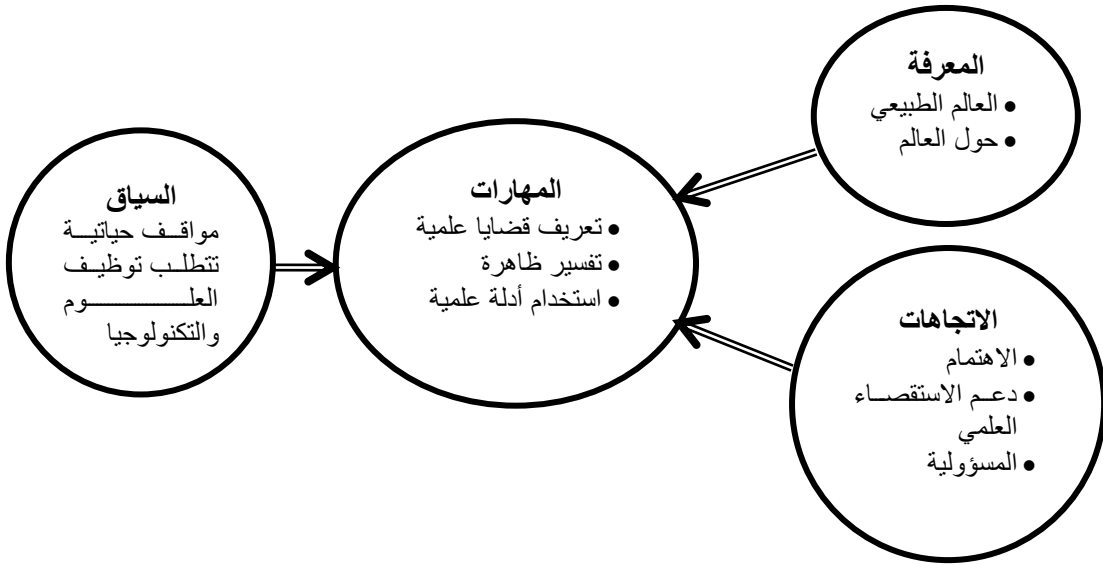 المعرفة
• العالم الطبيعي
• حول العالم
المهارات
• تعريف قضايا علمية
• تفسير ظاهرة
• استخدام أدلة علمية
السياق
مواقف حياتية
تتطلب توظيف
العلوم
والتكنولوجيا
الاتجاهات
• الاهتمام
• دعم الاستقصاء
العلمي
• المسؤولية